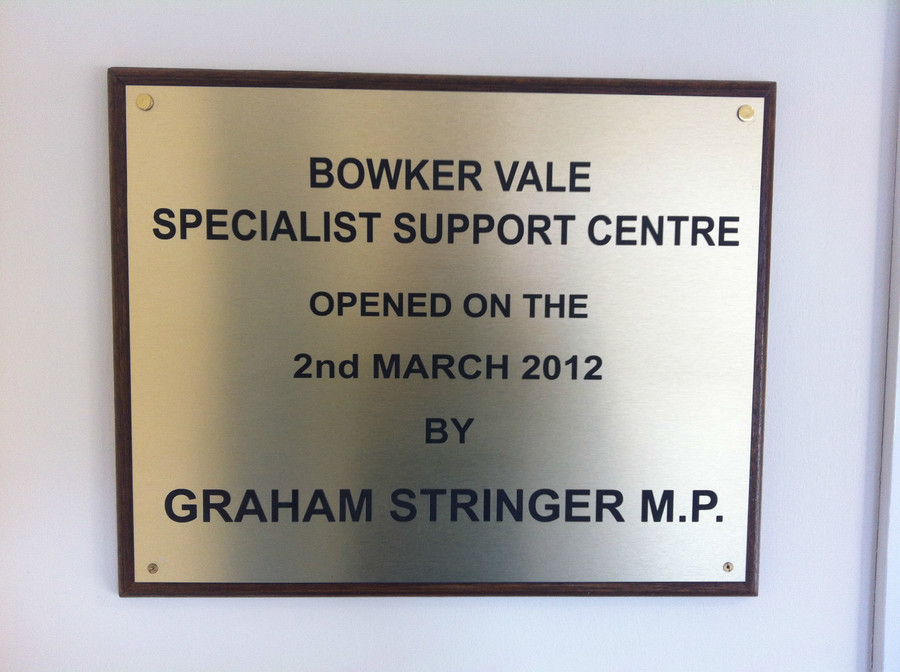 BOWKER VALE
SPECIALIST SUPPORT CENTRE
OPENED ON THE
2nd MARCH 2012
BY
GRAHAM STRINGER M.P.